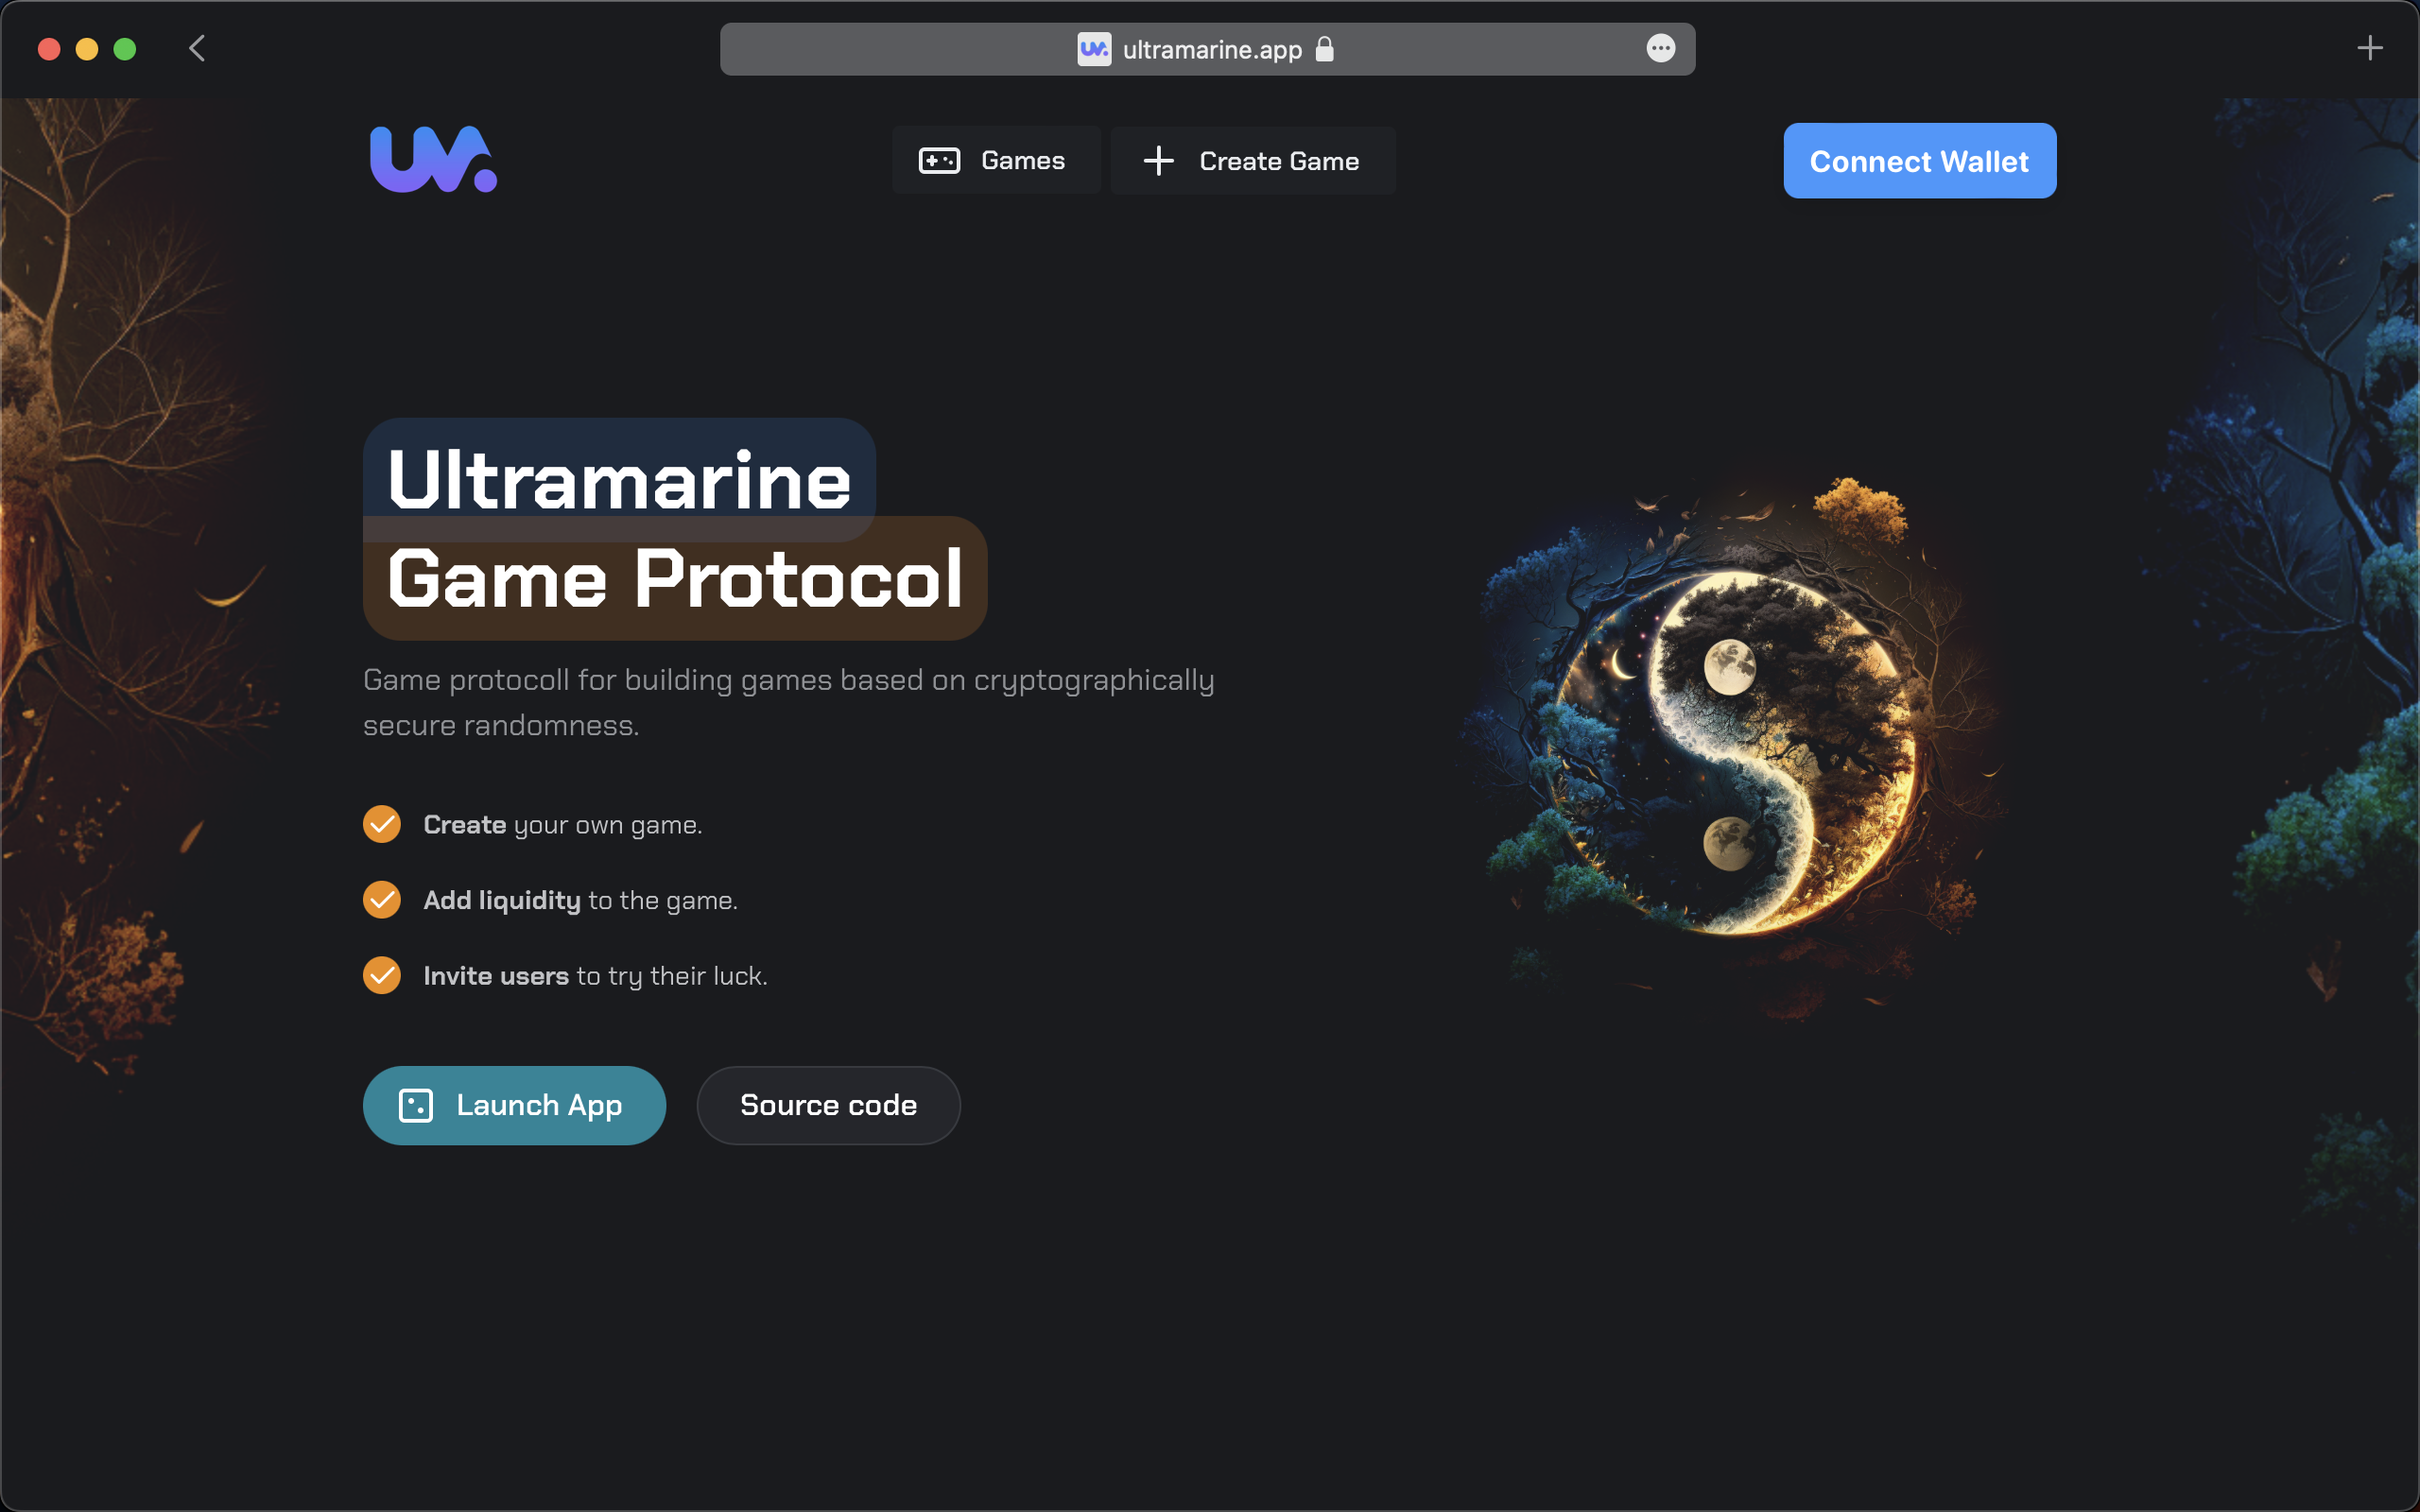 ultramarine.app
Games
Create Game
Connect Wallet
Ultramarine
Game Protocol
Game protocoll for building games based on cryptographically
secure randomness.
Create your own game.
Add liquidity to the game.
Invite users to try their luck.
Launch App
Source code